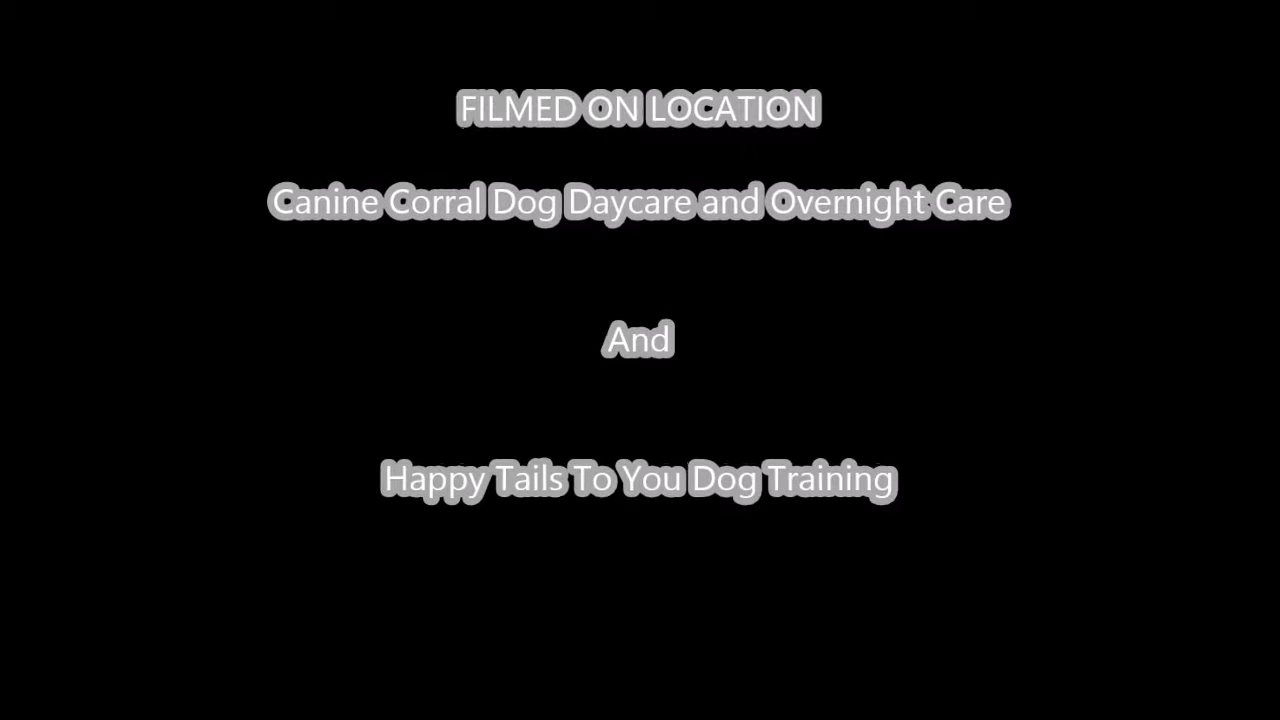 FILMED ON LOCATION
Canine Corral Dog Daycare and Overnight Care
And
Happy Tails To You Dog Training